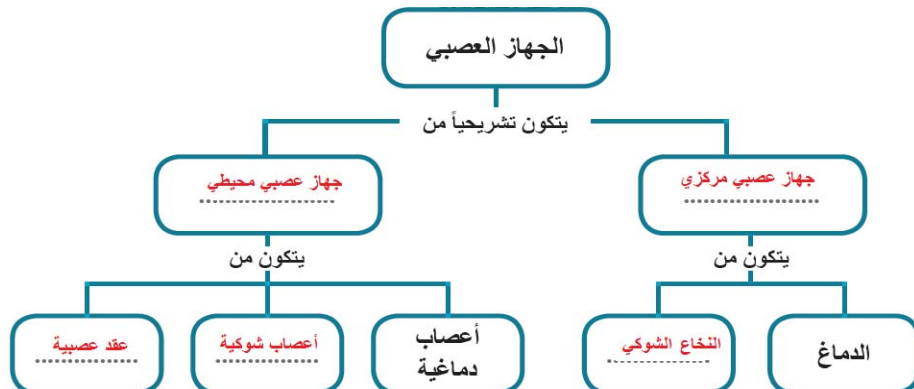 الجهاز العصبي
يتكون تشريحياً من
جهاز عصبي مركزي
جهاز عصبي محيطي
يتكون من
يتكون من
الدماغ
النخاع الشوكي
أعصاب
دماغية
أعصاب شوكية
عقد عصبية